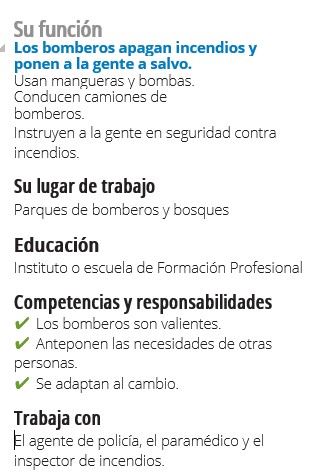 Su función
Los bomberos apagan incendios y
ponen a la gente a salvo.
Usan mangueras y bombas.
Conducen camiones de
bomberos.
Instruyen a la gente en seguridad contra
incendios.
Su lugar de trabajo
Parques de bomberos y bosques
Educación
Instituto o escuela de Formación Profesional
Competencias y responsabilidades
✔ Los bomberos son valientes.
✔ Anteponen las necesidades de otras
personas.
✔ Se adaptan al cambio.
Trabaja con
El agente de policía, el paramédico y el
inspector de incendios.